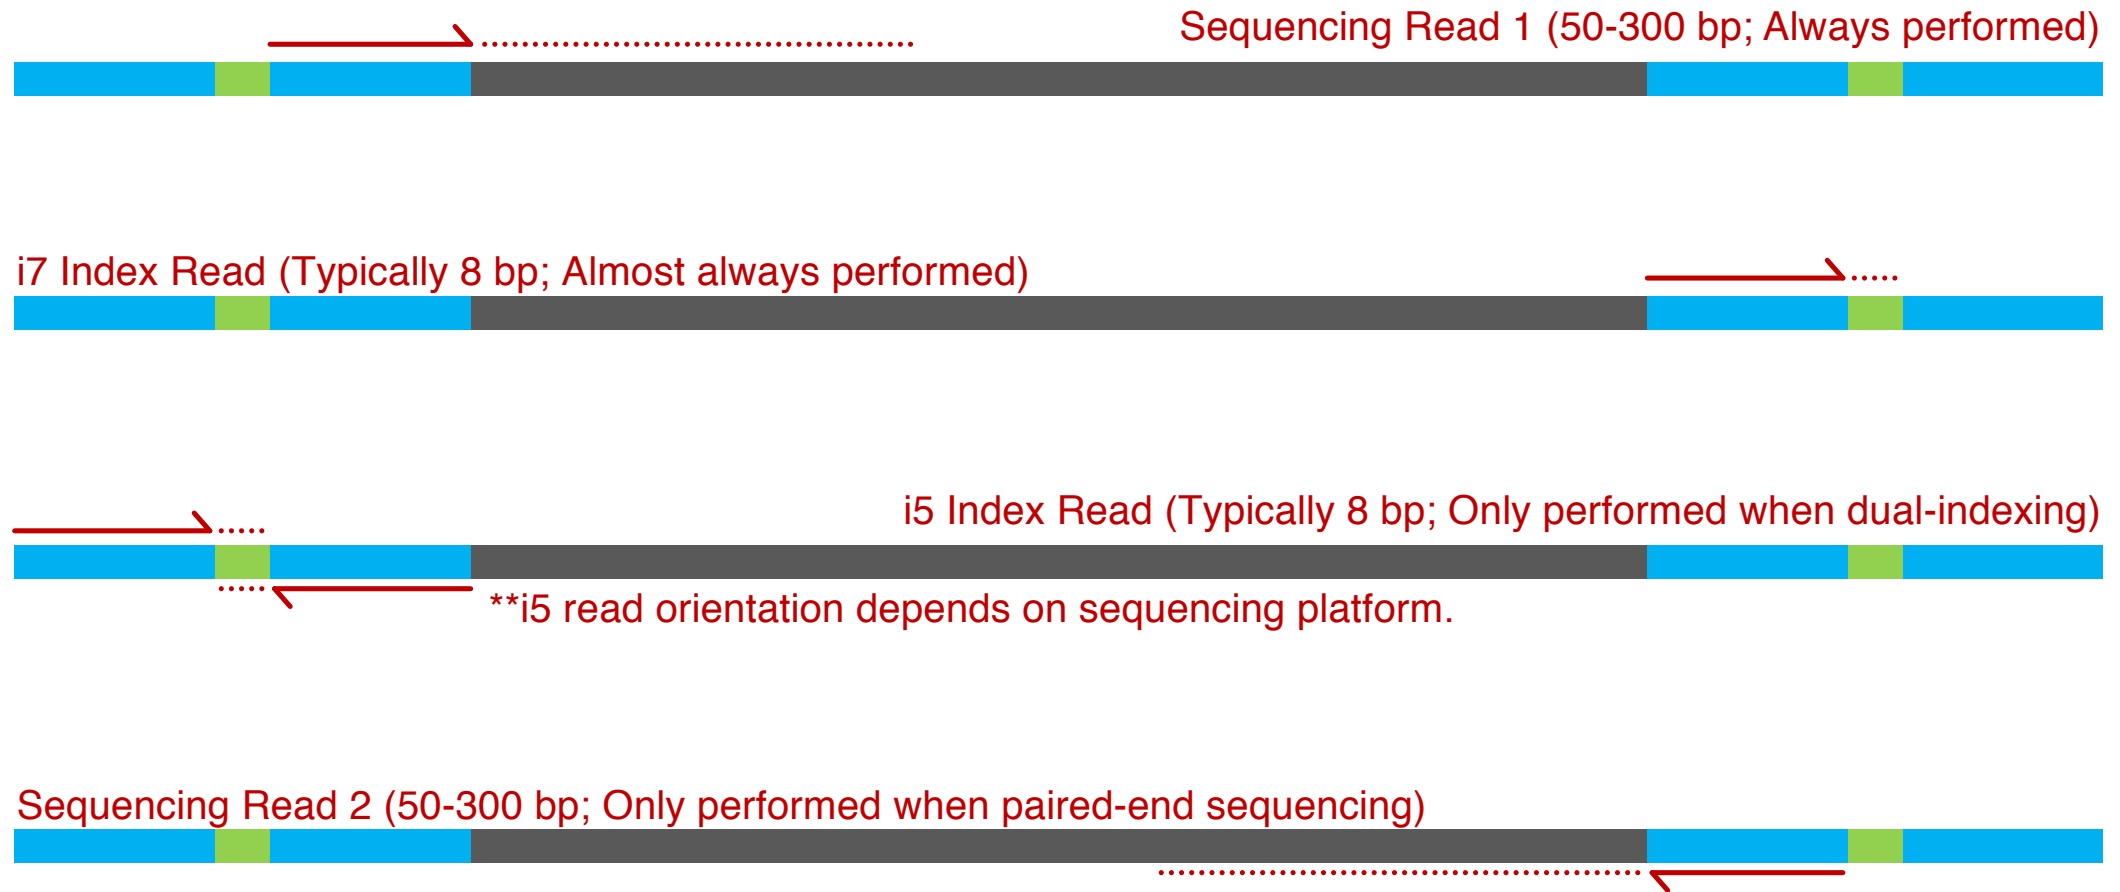 Sequencing Read 1 (50-300 bp; Always performed)
i7 Index Read (Typically 8 bp; Almost always performed)
i5 Index Read (Typically 8 bp; Only performed when dual-indexing)
**i5 read orientation depends on sequencing platform.
Sequencing Read 2 (50-300 bp; Only performed when paired-end sequencing)